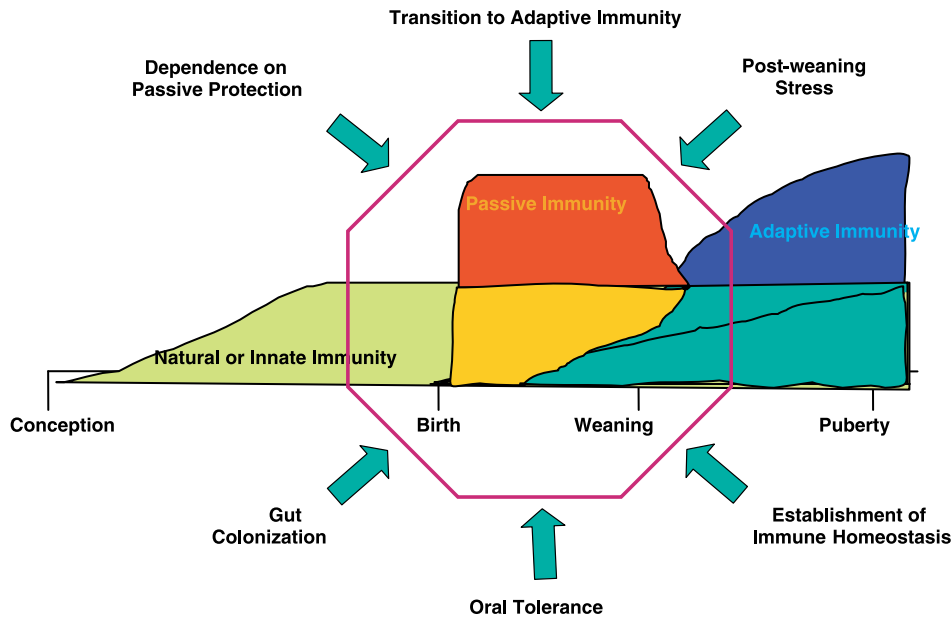 Transition to Adaptive Immunity
Dependence on
Passive Protection
Post-weaning
Stress
Passive Immunity
Adaptive Immunity
Natural or Innate Immunity
Conception
Birth
Weaning
Puberty
Gut
Colonization
Establishment of
Immune Homeostasis
Oral Tolerance